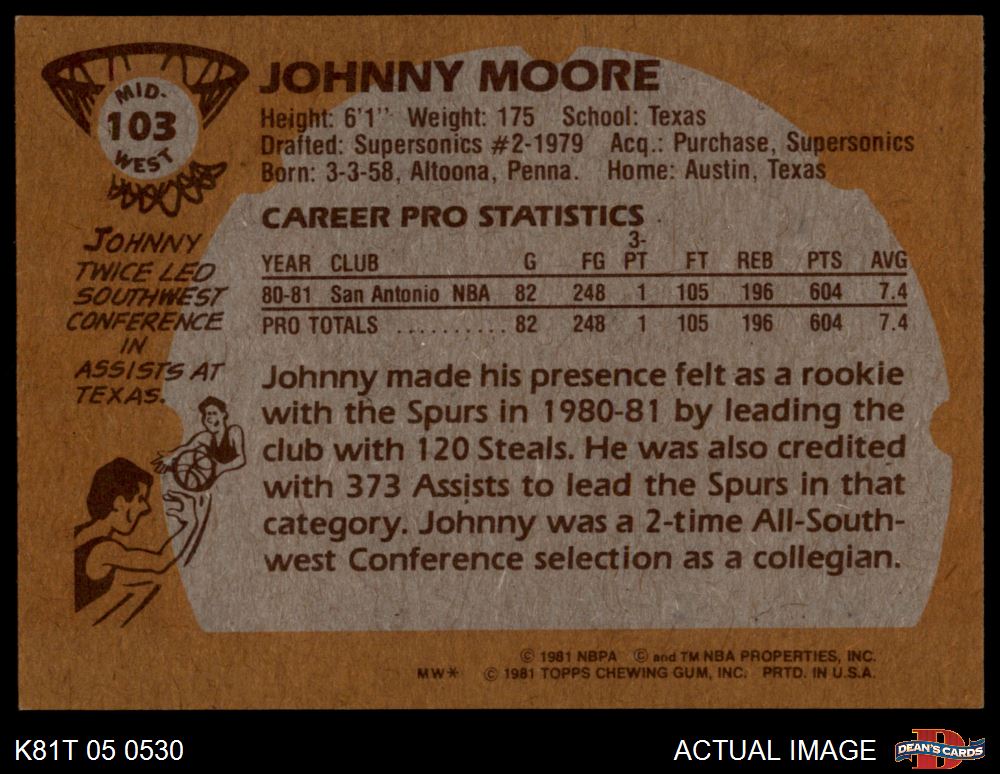 MID-
103
WEST
JOHNNY MOORE
Height: 6'1" Weight: 175 School: Texas
Drafted: Supersonics #2-1979 Acq.: Purchase, Supersonics
Born: 3-3-58, Altoona, Penna. Home: Austin, Texas
JOHNNY
TWICE LED
SOUTHWEST
CONFERENCE
IN
ASSISTS AT
TEXAS.
CAREER PRO STATISTICS
YEAR CLUB G FG 3-PT FT REB PTS AVG
80-81 San Antonio NBA 82 248 1 105 196 604 7.4
PRO TOTALS .......... 82 248 1 105 196 604 7.4
Johnny made his presence felt as a rookie
with the Spurs in 1980-81 by leading the
club with 120 Steals. He was also credited
with 373 Assists to lead the Spurs in that
category. Johnny was a 2-time All-South-
west Conference selection as a collegian.
© 1981 NBPA © and TM NBA PROPERTIES, INC.
MW* © 1981 TOPPS CHEWING GUM, INC. PRTD. IN U.S.A.
K81T 05 0530 ACTUAL IMAGE
D
DEAN'S CARDS